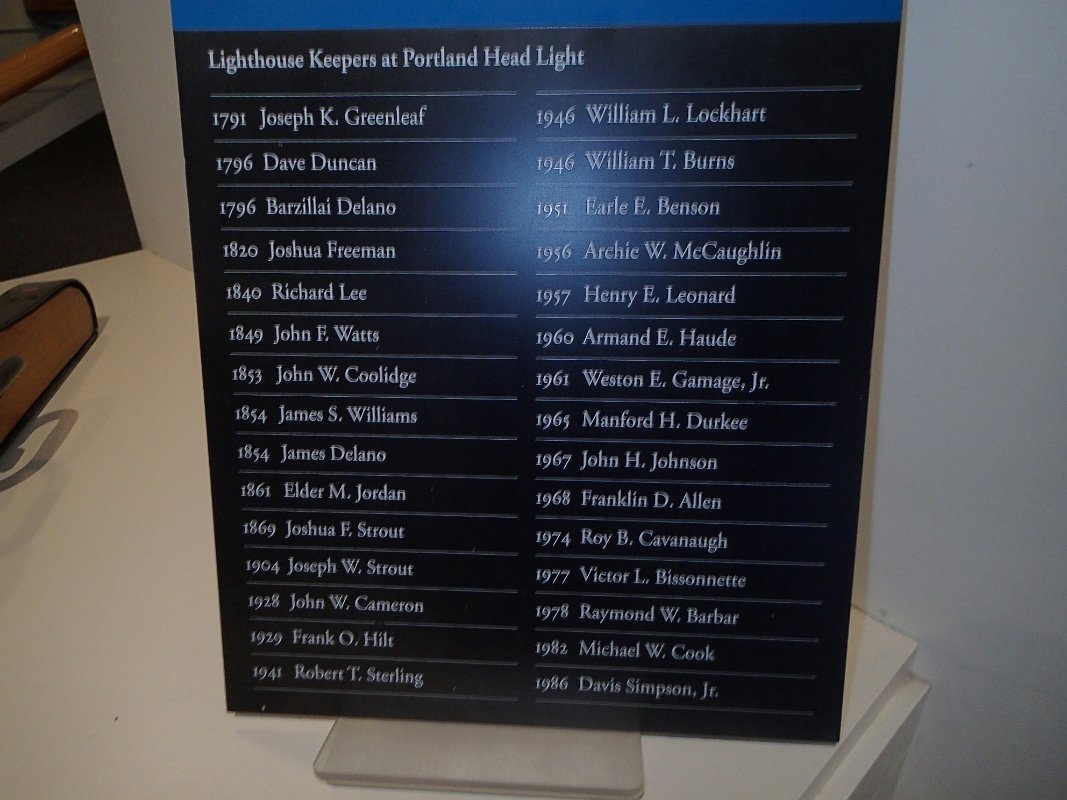 Lighthouse Keepers at Portland Head Light
1791 Joseph K. Greenleaf
1796 Dave Duncan
1796 Barzillai Delano
1820 Joshua Freeman
1840 Richard Lee
1849 John F. Watts
1853 John W. Coolidge
1854 James S. Williams
1854 James Delano
1861 Elder M. Jordan
1869 Joshua F. Strout
1904 Joseph W. Strout
1928 John W. Cameron
1929 Frank O. Hilt
1941 Robert T. Sterling
1946 William L. Lockhart
1946 William T. Burns
1951 Earle E. Benson
1956 Archie W. McCaughlin
1957 Henry E. Leonard
1960 Armand E. Haude
1961 Weston E. Gamage, Jr.
1965 Manford H. Durkee
1967 John H. Johnson
1968 Franklin D. Allen
1974 Roy B. Cavanaugh
1977 Victor L. Bissonnette
1978 Raymond W. Barbar
1982 Michael W. Cook
1986 Davis Simpson, Jr.